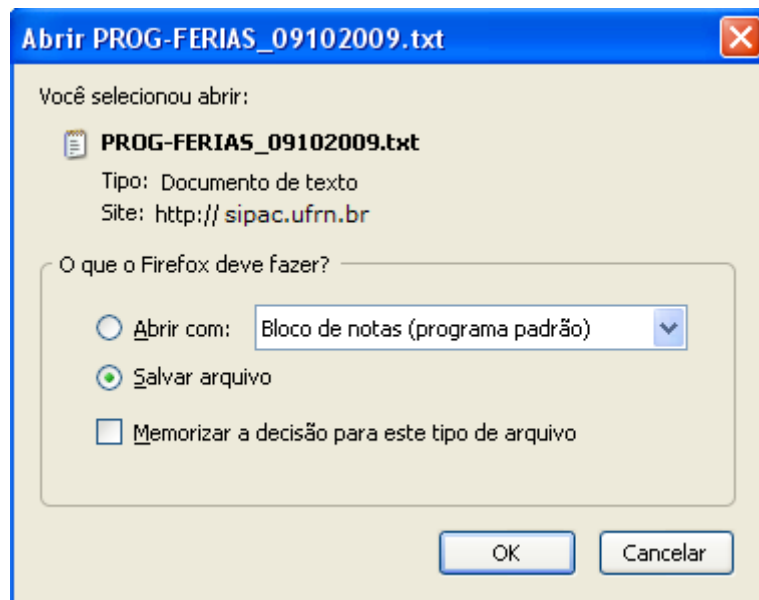 Abrir PROG-FERIAS_09102009.txt
Você selecionou abrir:
PROG-FERIAS_09102009.txt
Tipo: Documento de texto
Site: http:// sipac.ufrn.br
O que o Firefox deve fazer?
Abrir com: Bloco de notas (programa padrão)
Salvar arquivo
Memorizar a decisão para este tipo de arquivo
OK Cancelar